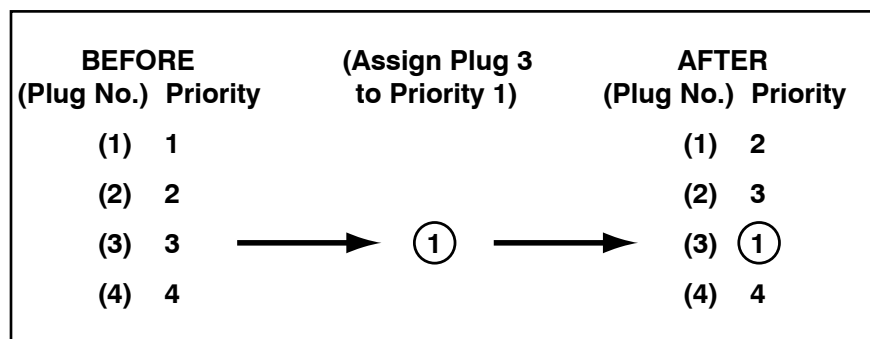 BEFORE (Assign Plug 3 AFTER
(Plug No.) Priority to Priority 1) (Plug No.) Priority
(1) 1 (1) 2
(2) 2 (2) 3
(3) 3 1 (3) 1
(4) 4 (4) 4